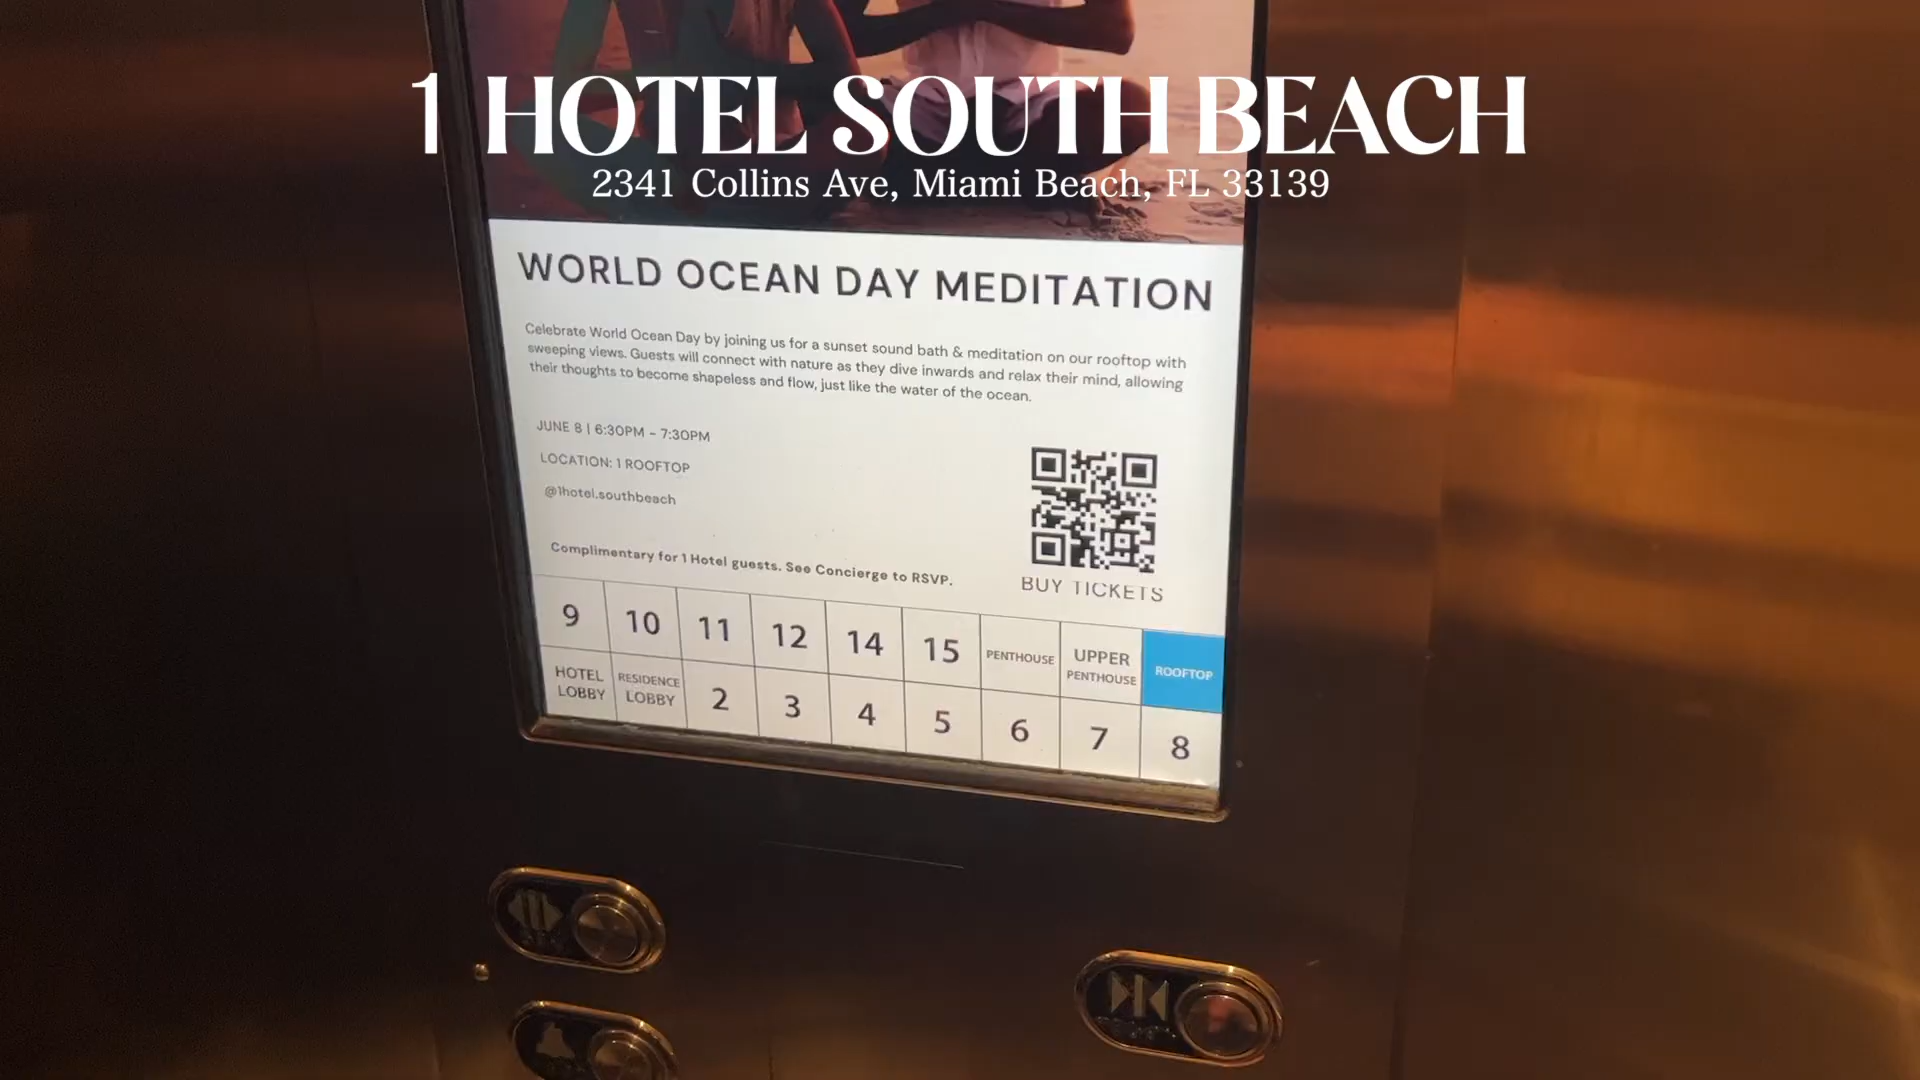 1 HOTEL SOUTH BEACH
2341 Collins Ave, Miami Beach, FL 33139
WORLD OCEAN DAY MEDITATION
Celebrate World Ocean Day by joining us for a sunset sound bath & meditation on our rooftop with
sweeping views. Guests will connect with nature as they dive inwards and relax their mind, allowing
their thoughts to become shapeless and flow, just like the water of the ocean.
JUNE 8 | 6:30PM – 7:30PM
LOCATION: 1 ROOFTOP
@1hotel.southbeach
Complimentary for 1 Hotel guests. See Concierge to RSVP.
BUY TICKETS
9 10 11 12 14 15 PENTHOUSE UPPER PENTHOUSE ROOFTOP
HOTEL LOBBY RESIDENCE LOBBY 2 3 4 5 6 7 8